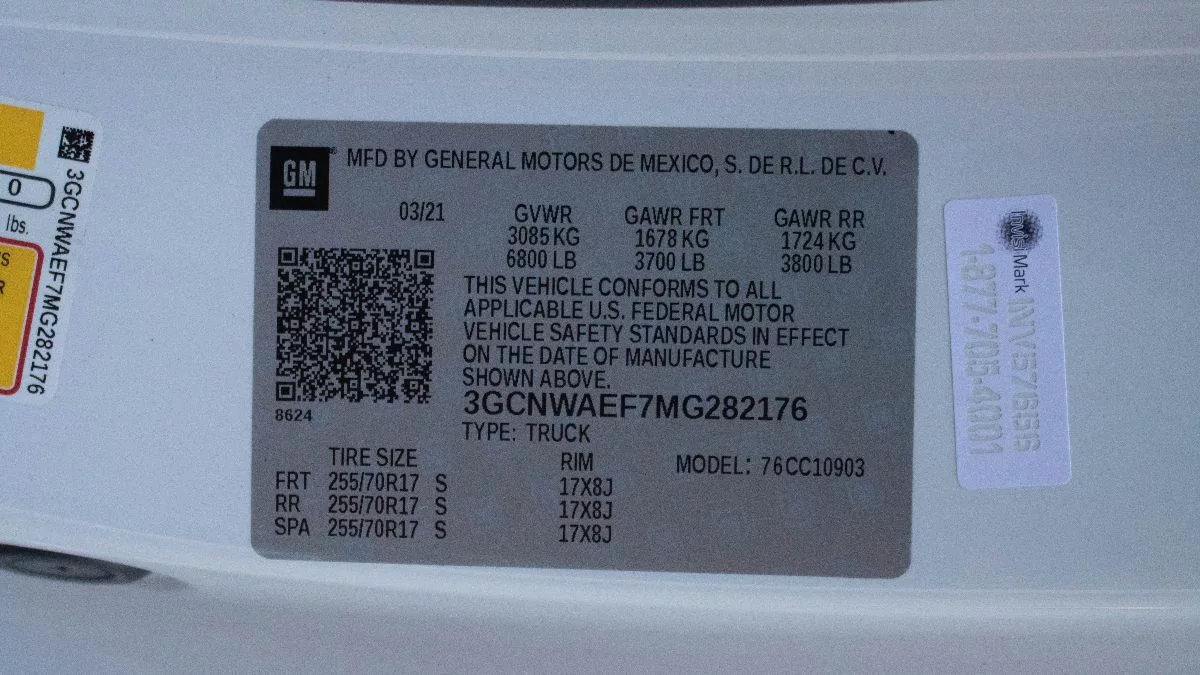 0
lbs.
S
R
3GCNWAEF7MG282176
GM
MFD BY GENERAL MOTORS DE MEXICO, S. DE R.L. DE C.V.
03/21
GVWR GAWR FRT GAWR RR
3085 KG 1678 KG 1724 KG
6800 LB 3700 LB 3800 LB
THIS VEHICLE CONFORMS TO ALL
APPLICABLE U.S. FEDERAL MOTOR
VEHICLE SAFETY STANDARDS IN EFFECT
ON THE DATE OF MANUFACTURE
SHOWN ABOVE.
3GCNWAEF7MG282176
TYPE: TRUCK
8624
TIRE SIZE RIM MODEL: 76CC10903
FRT 255/70R17 S 17X8J
RR 255/70R17 S 17X8J
SPA 255/70R17 S 17X8J
InvisiMark
1-877-705-4001